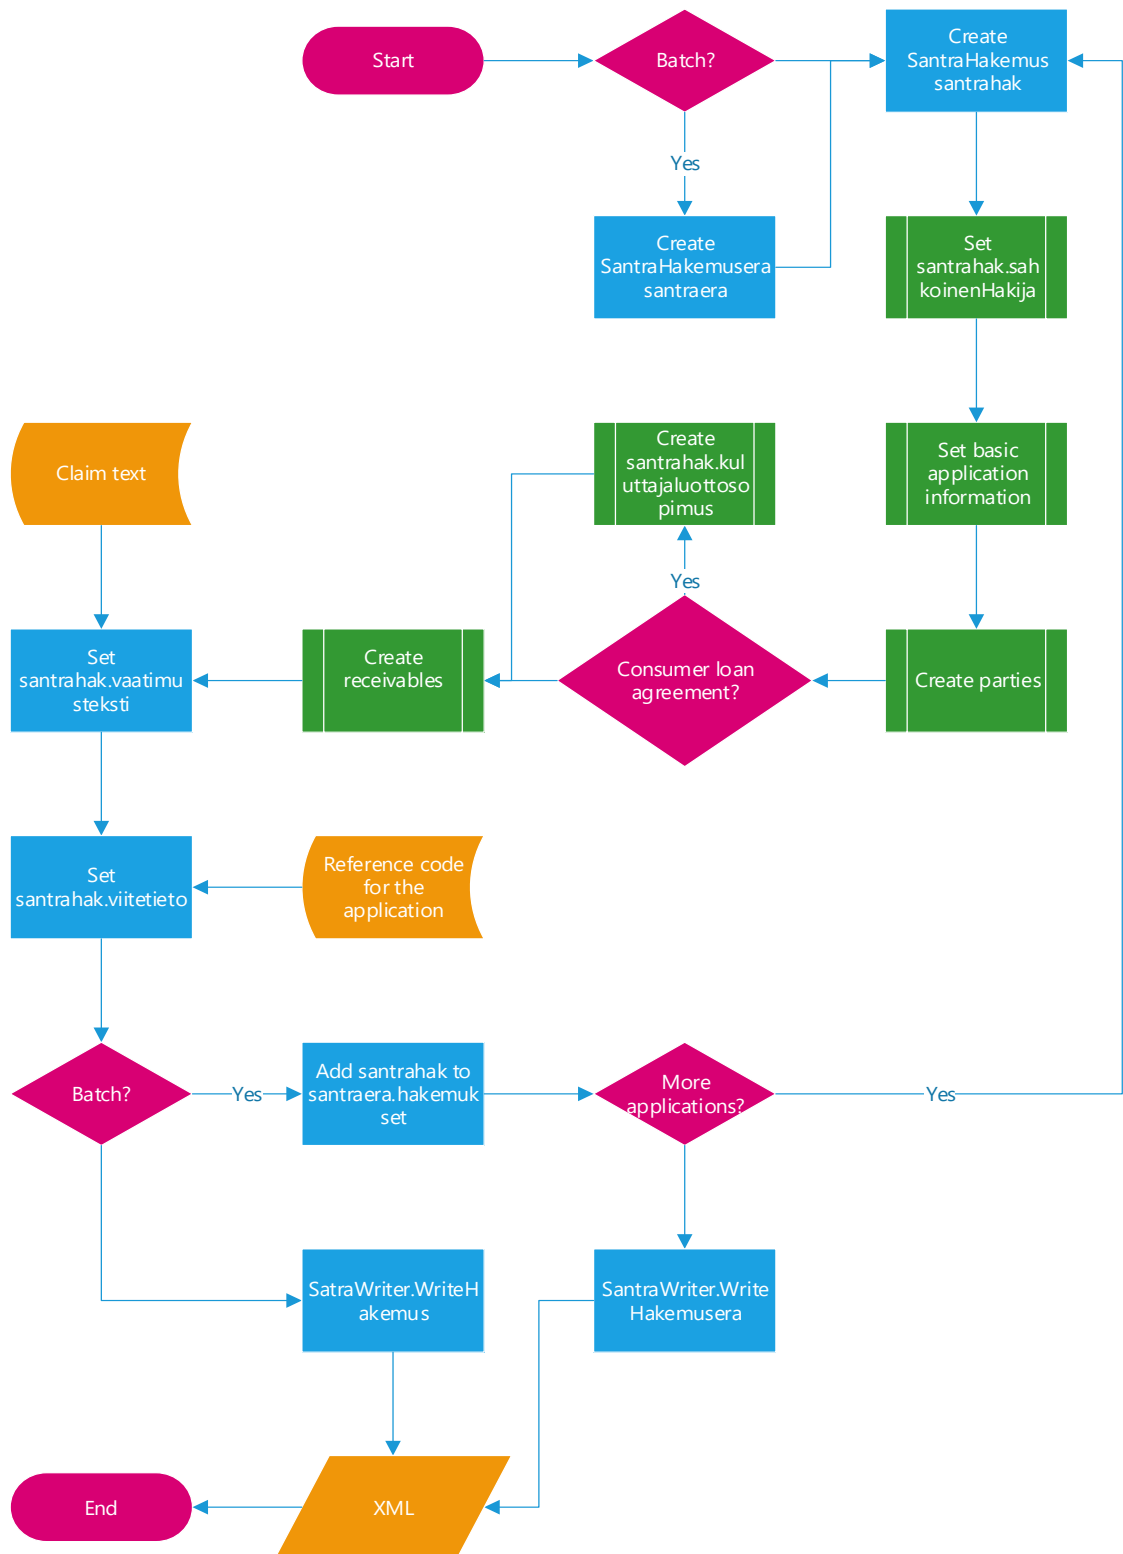 Start
Batch?
Create
SantraHakemus
santrahak
Yes
Create
SantraHakemusera
santraera
Set
santrahak.sah
koinenHakija
Claim text
Create
santrahak.kul
uttajaluottoso
pimus
Set basic
application
information
Yes
Set
santrahak.vaatimu
steksti
Create
receivables
Consumer loan
agreement?
Create parties
Set
santrahak.viitetieto
Reference code
for the
application
Batch?
Yes
Add santrahak to
santraera.hakemuk
set
More
applications?
Yes
SatraWriter.WriteH
akemus
SantraWriter.Write
Hakemusera
End
XML